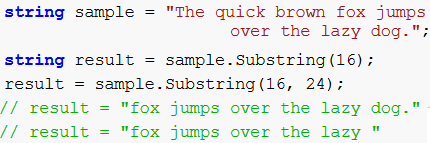 string sample = "The quick brown fox jumps
over the lazy dog.";
string result = sample.Substring(16);
result = sample.Substring(16, 24);
// result = "fox jumps over the lazy dog."
// result = "fox jumps over the lazy "